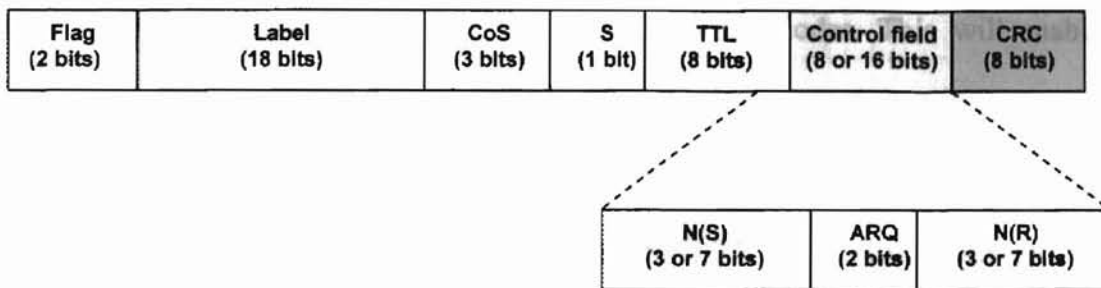 Flag
(2 bits)
Label
(18 bits)
CoS
(3 bits)
S
(1 bit)
TTL
(8 bits)
Control field
(8 or 16 bits)
CRC
(8 bits)
N(S)
(3 or 7 bits)
ARQ
(2 bits)
N(R)
(3 or 7 bits)